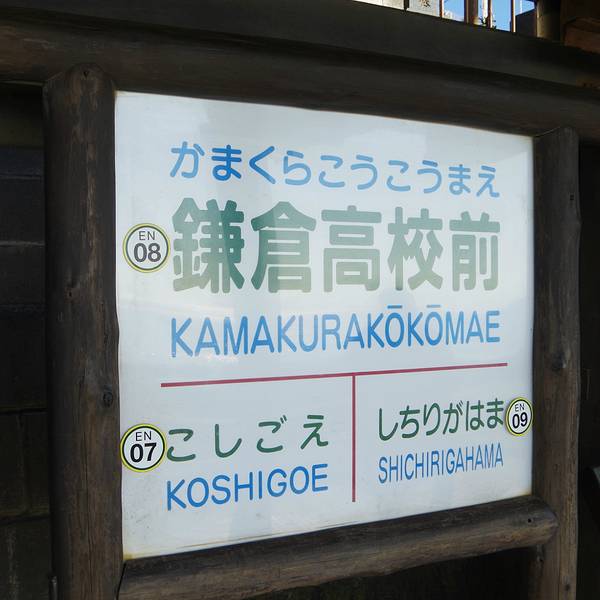 かまくらこうこうまえ
EN
08
鎌倉高校前
KAMAKURAKŌKŌMAE
EN
07
こしごえ
KOSHIGOE
しちりがはま
EN
09
SHICHIRIGAHAMA